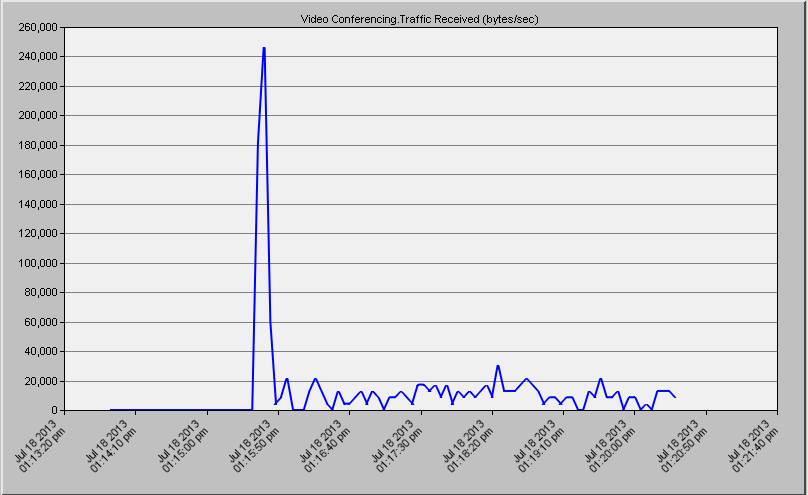 Video Conferencing.Traffic Received (bytes/sec)
260,000
240,000
220,000
200,000
180,000
160,000
140,000
120,000
100,000
80,000
60,000
40,000
20,000
0
Jul 18 2013
01:13:20 pm
Jul 18 2013
01:14:10 pm
Jul 18 2013
01:15:00 pm
Jul 18 2013
01:15:50 pm
Jul 18 2013
01:16:40 pm
Jul 18 2013
01:17:30 pm
Jul 18 2013
01:18:20 pm
Jul 18 2013
01:19:10 pm
Jul 18 2013
01:20:00 pm
Jul 18 2013
01:20:50 pm
Jul 18 2013
01:21:40 pm